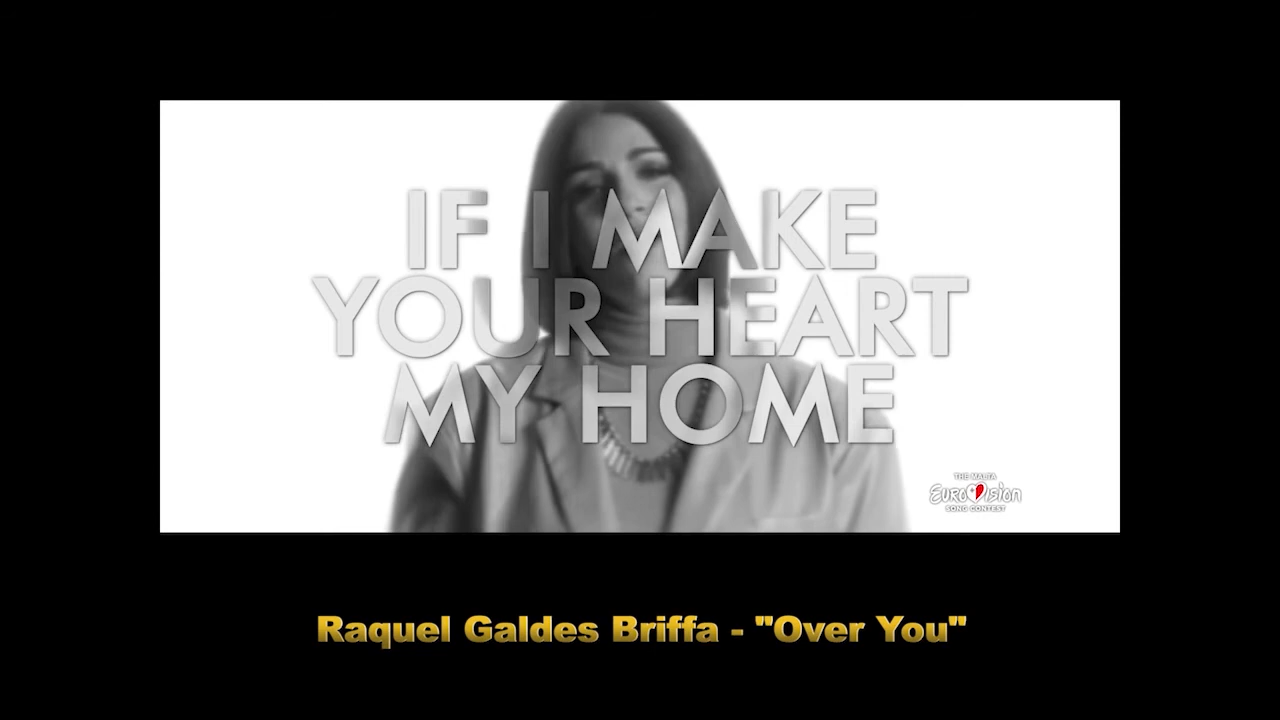 IF I MAKE
YOUR HEART
MY HOME
THE MALTA
EUROVISION
SONG CONTEST
Raquel Galdes Briffa - "Over You"